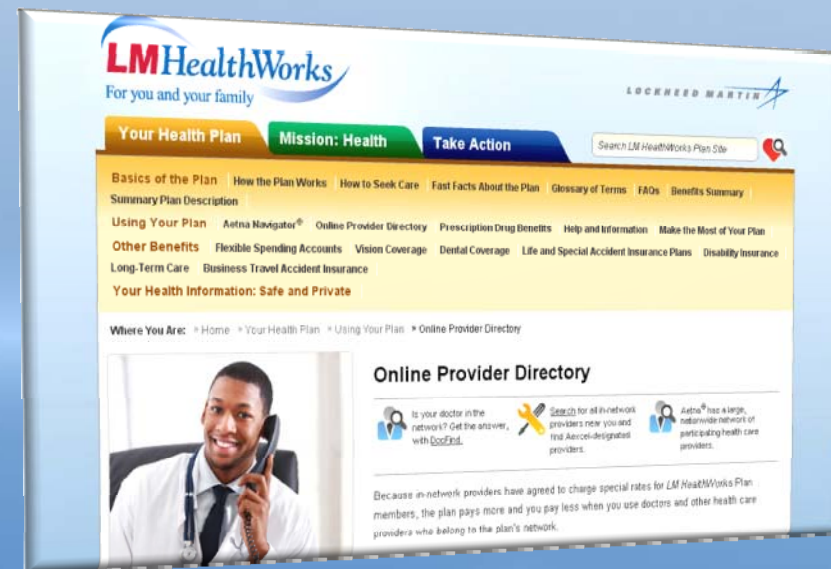 LMHealthWorks
For you and your family
LOCKHEED MARTIN
Your Health Plan
Mission: Health
Take Action
Search LM HealthWorks Plan Site
Basics of the Plan How the Plan Works How to Seek Care Fast Facts About the Plan Glossary of Terms FAQs Benefits Summary
Summary Plan Description
Using Your Plan Aetna Navigator® Online Provider Directory Prescription Drug Benefits Help and Information Make the Most of Your Plan
Other Benefits Flexible Spending Accounts Vision Coverage Dental Coverage Life and Special Accident Insurance Plans Disability Insurance
Long-Term Care Business Travel Accident Insurance
Your Health Information: Safe and Private
Where You Are: » Home » Your Health Plan » Using Your Plan » Online Provider Directory
Online Provider Directory
Is your doctor in the
network? Get the answer,
with DocFind.
Search for all in-network
providers near you and
find Aexcel-designated
providers.
Aetna® has a large,
nationwide network of
participating health care
providers.
Because in-network providers have agreed to charge special rates for LM HealthWorks Plan
members, the plan pays more and you pay less when you use doctors and other health care
providers who belong to the plan's network.